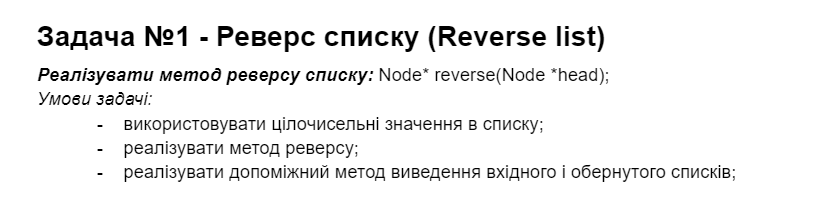 Задача №1 - Реверс списку (Reverse list)
Реалізувати метод реверсу списку: Node* reverse(Node *head);
Умови задачі:
- використовувати цілочисельні значення в списку;
- реалізувати метод реверсу;
- реалізувати допоміжний метод виведення вхідного і обернутого списків;